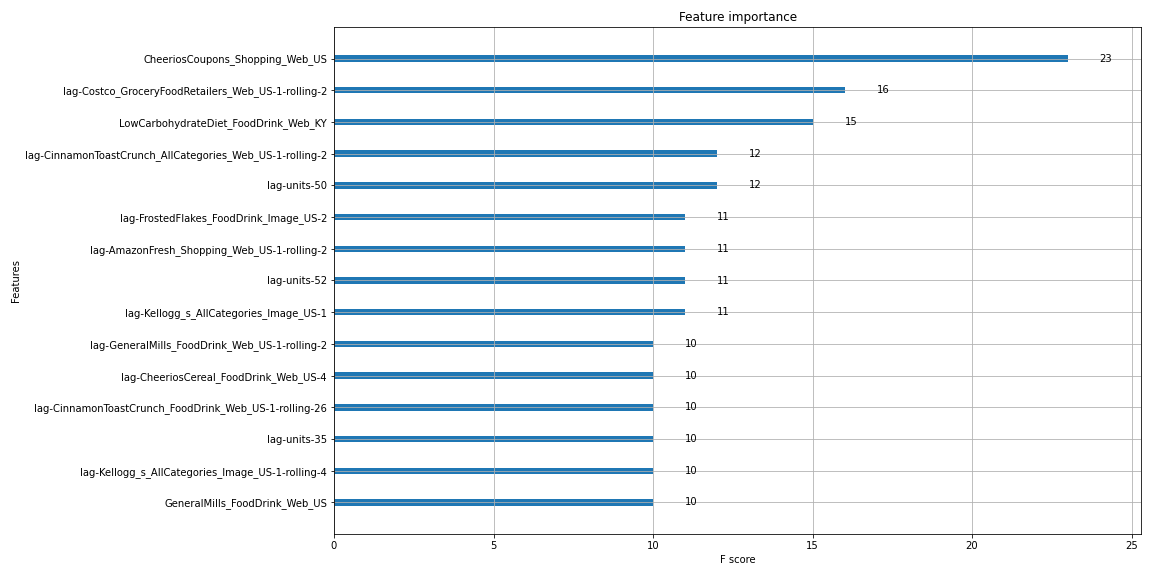 Feature importance
CheeriosCoupons_Shopping_Web_US 23
lag-Costco_GroceryFoodRetailers_Web_US-1-rolling-2 16
LowCarbohydrateDiet_FoodDrink_Web_KY 15
lag-CinnamonToastCrunch_AllCategories_Web_US-1-rolling-2 12
lag-units-50 12
lag-FrostedFlakes_FoodDrink_Image_US-2 11
lag-AmazonFresh_Shopping_Web_US-1-rolling-2 11
lag-units-52 11
lag-Kellogg_s_AllCategories_Image_US-1 11
lag-GeneralMills_FoodDrink_Web_US-1-rolling-2 10
lag-CheeriosCereal_FoodDrink_Web_US-4 10
lag-CinnamonToastCrunch_FoodDrink_Web_US-1-rolling-26 10
lag-units-35 10
lag-Kellogg_s_AllCategories_Image_US-1-rolling-4 10
GeneralMills_FoodDrink_Web_US 10
Features
0 5 10 15 20 25
F score